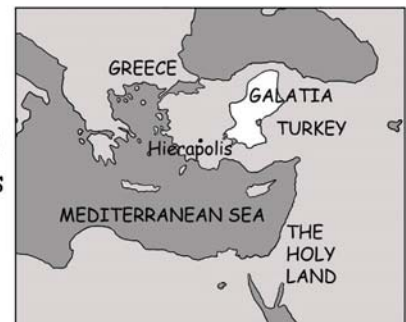 GREECE
GALATIA
TURKEY
Hierapolis
s
MEDITERRANEAN SEA
THE
HOLY
LAND